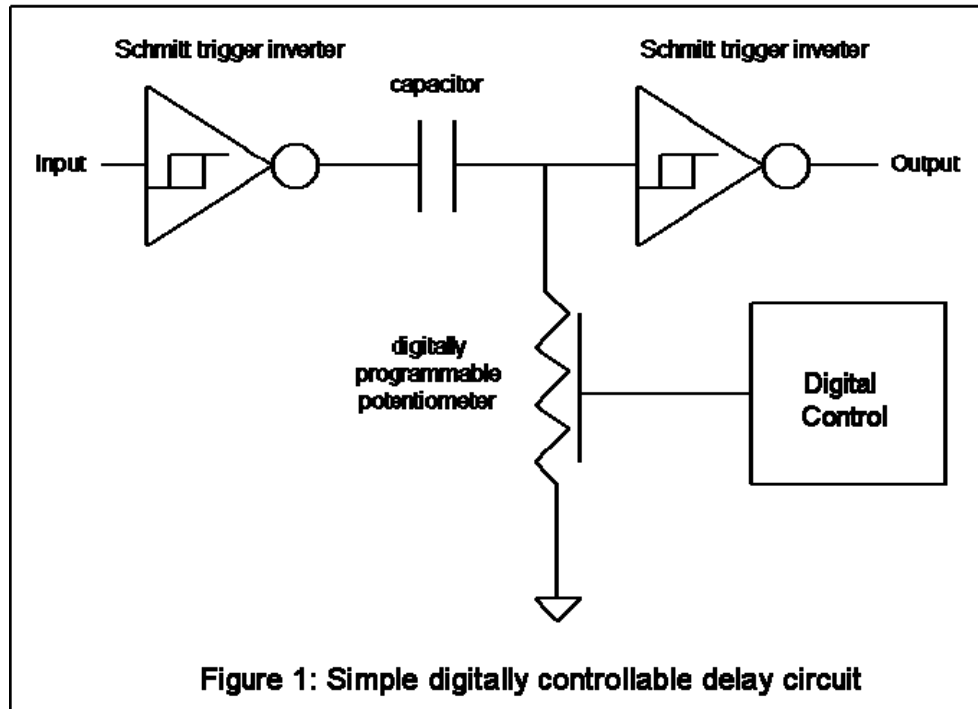 Schmitt trigger inverter
Schmitt trigger inverter
capacitor
Input
Output
digitally
programmable
potentiometer
Digital
Control
Figure 1: Simple digitally controllable delay circuit